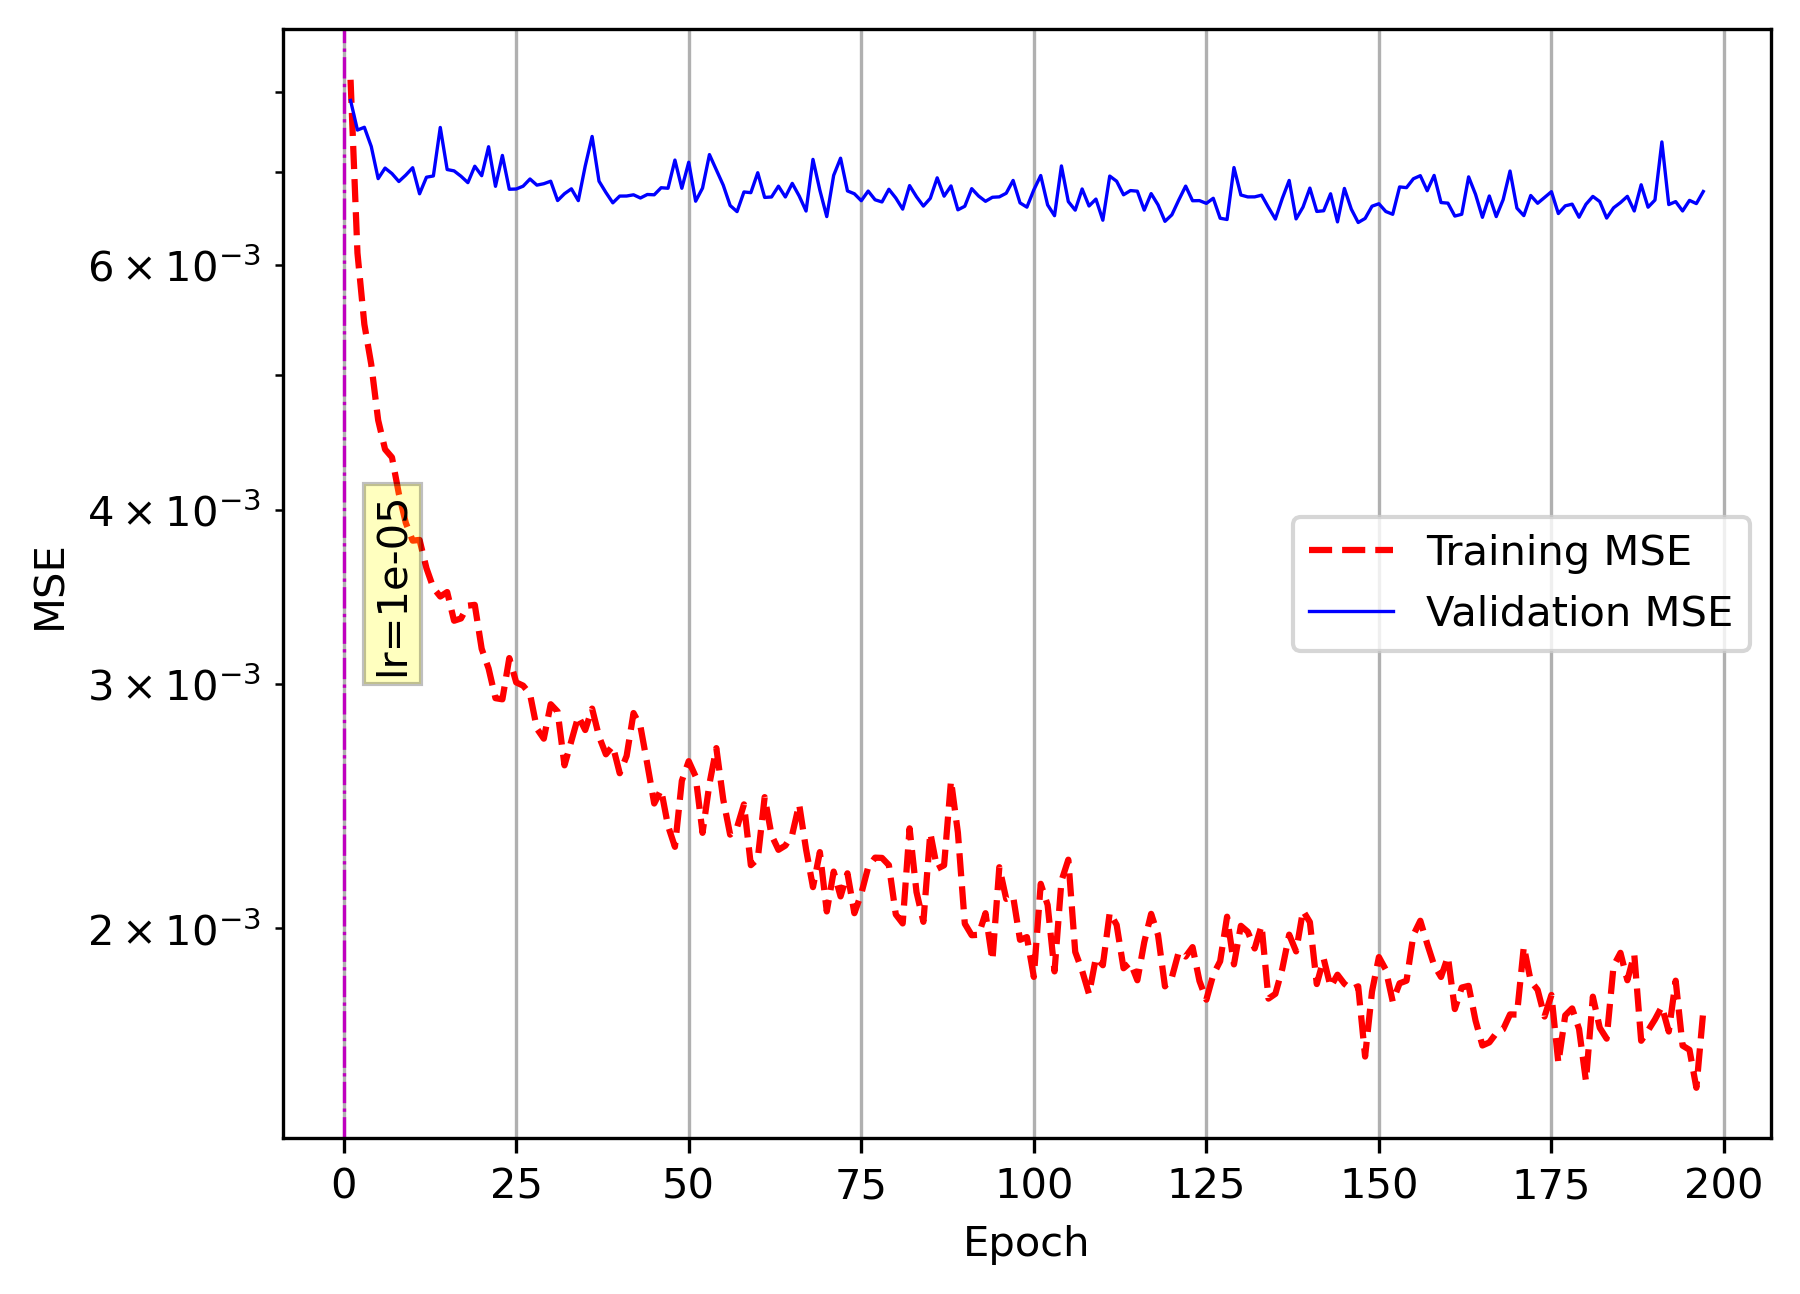 6×10⁻³
4×10⁻³
3×10⁻³
2×10⁻³
MSE
lr=1e-05
Training MSE
Validation MSE
0 25 50 75 100 125 150 175 200
Epoch